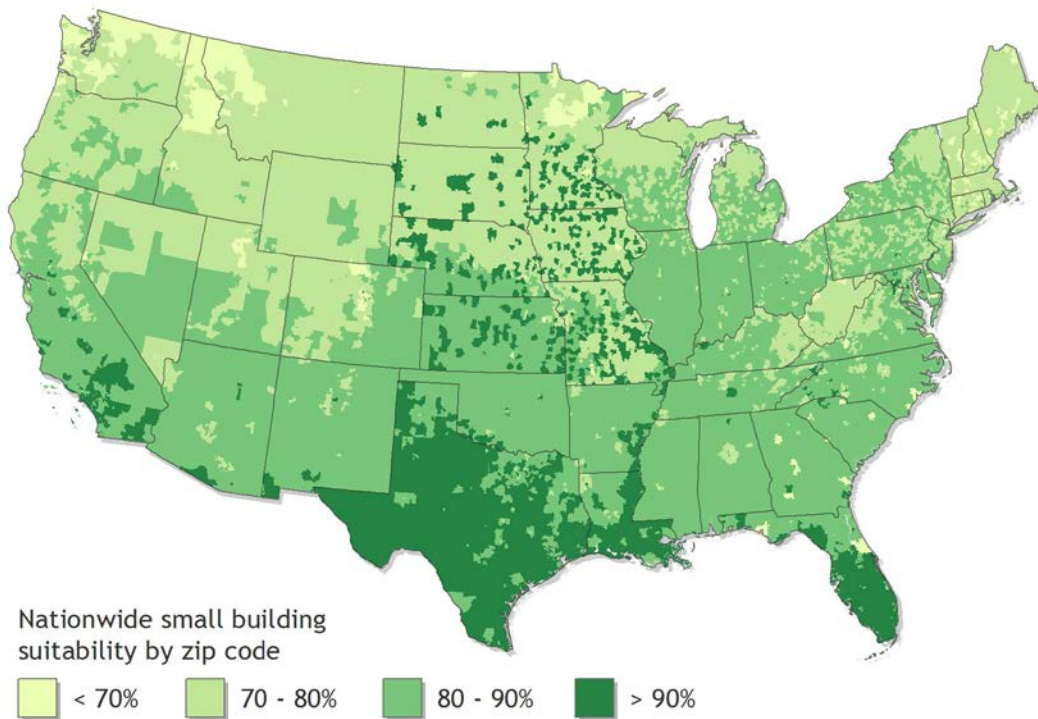 Nationwide small building
suitability by zip code
< 70% 70 - 80% 80 - 90% > 90%